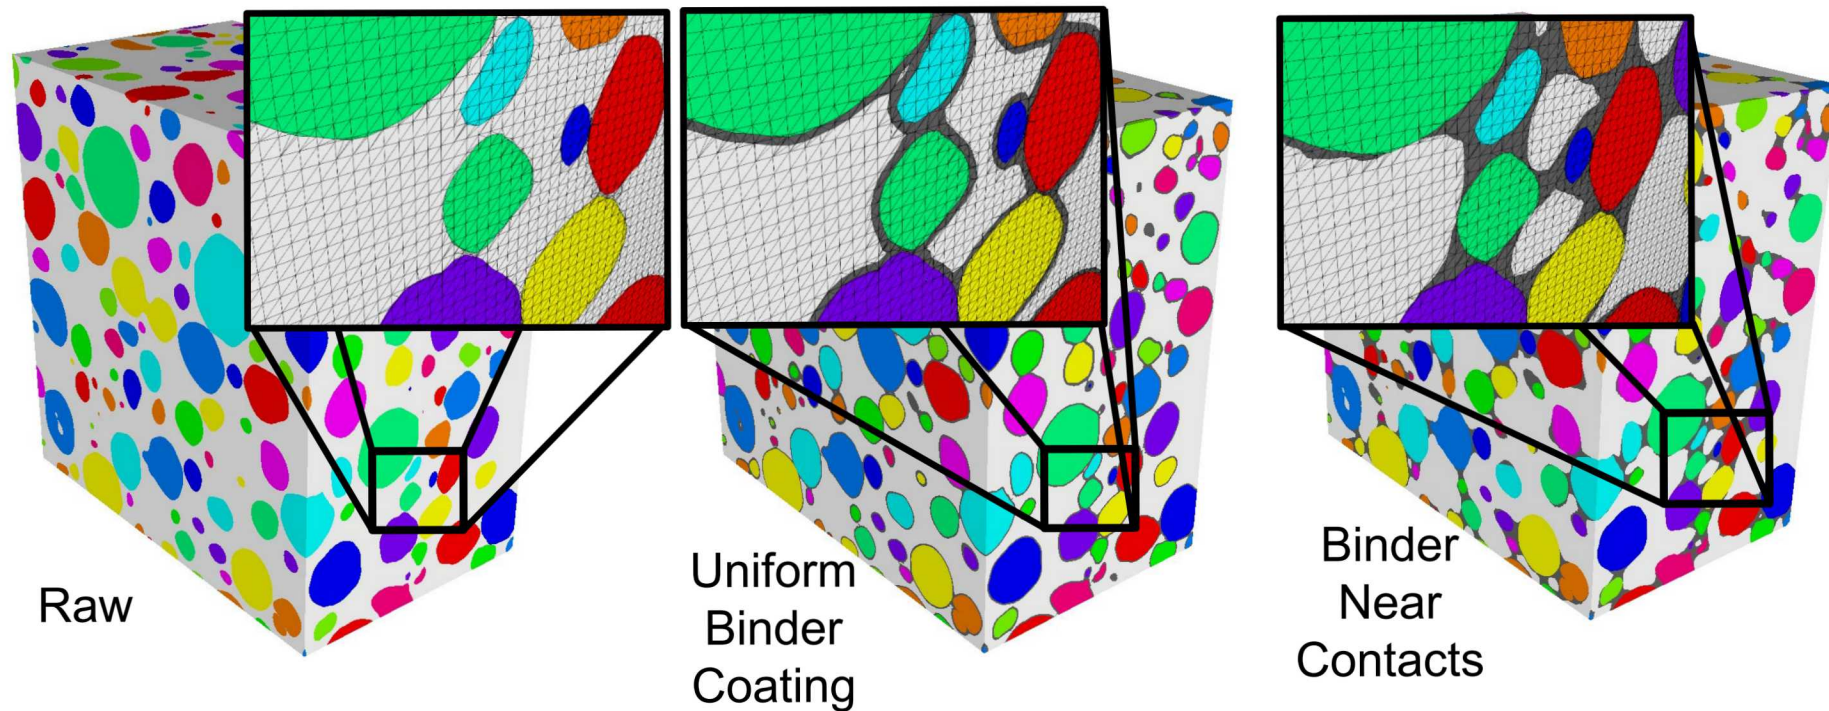 Raw
Uniform
Binder
Coating
Binder
Near
Contacts